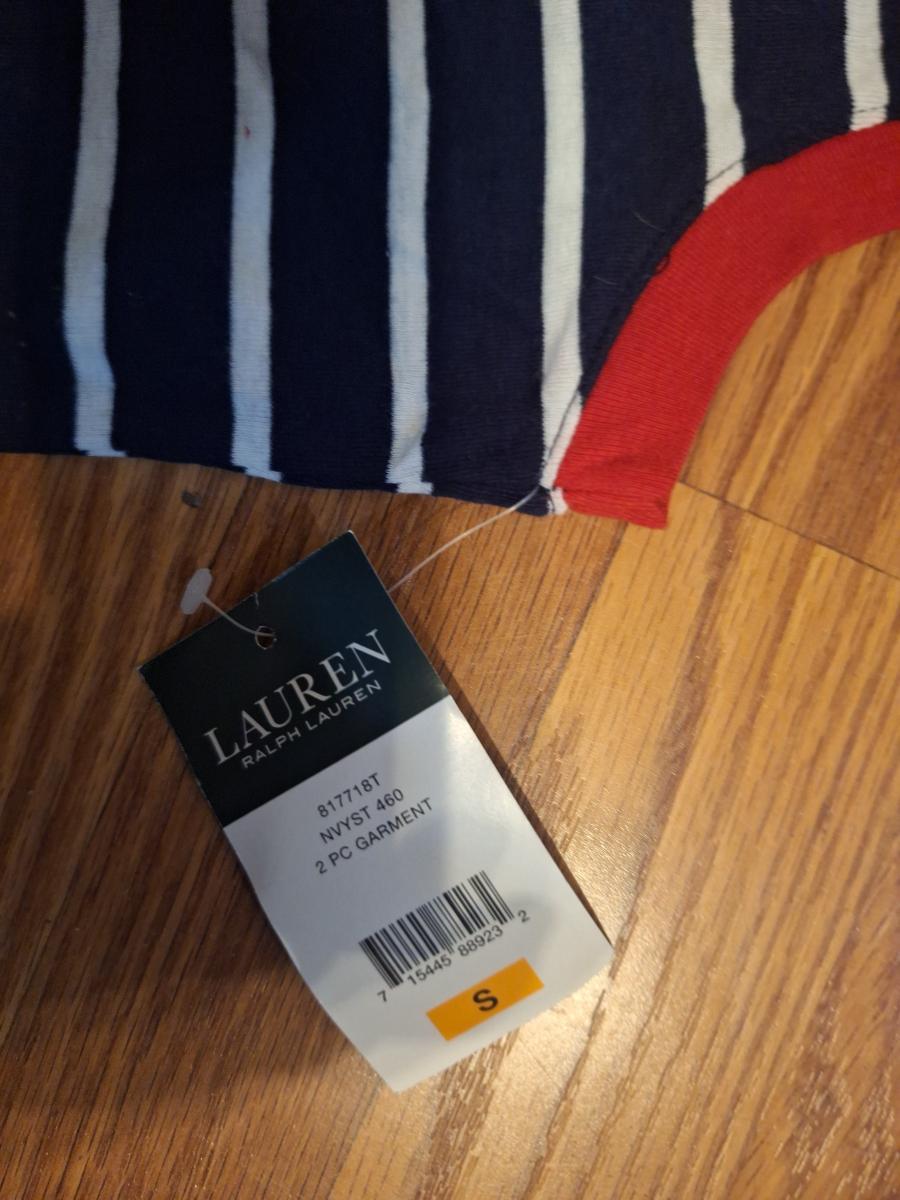 LAUREN
RALPH LAUREN
817718T
NVYST 460
2 PC GARMENT
7 15445 88923 2
S